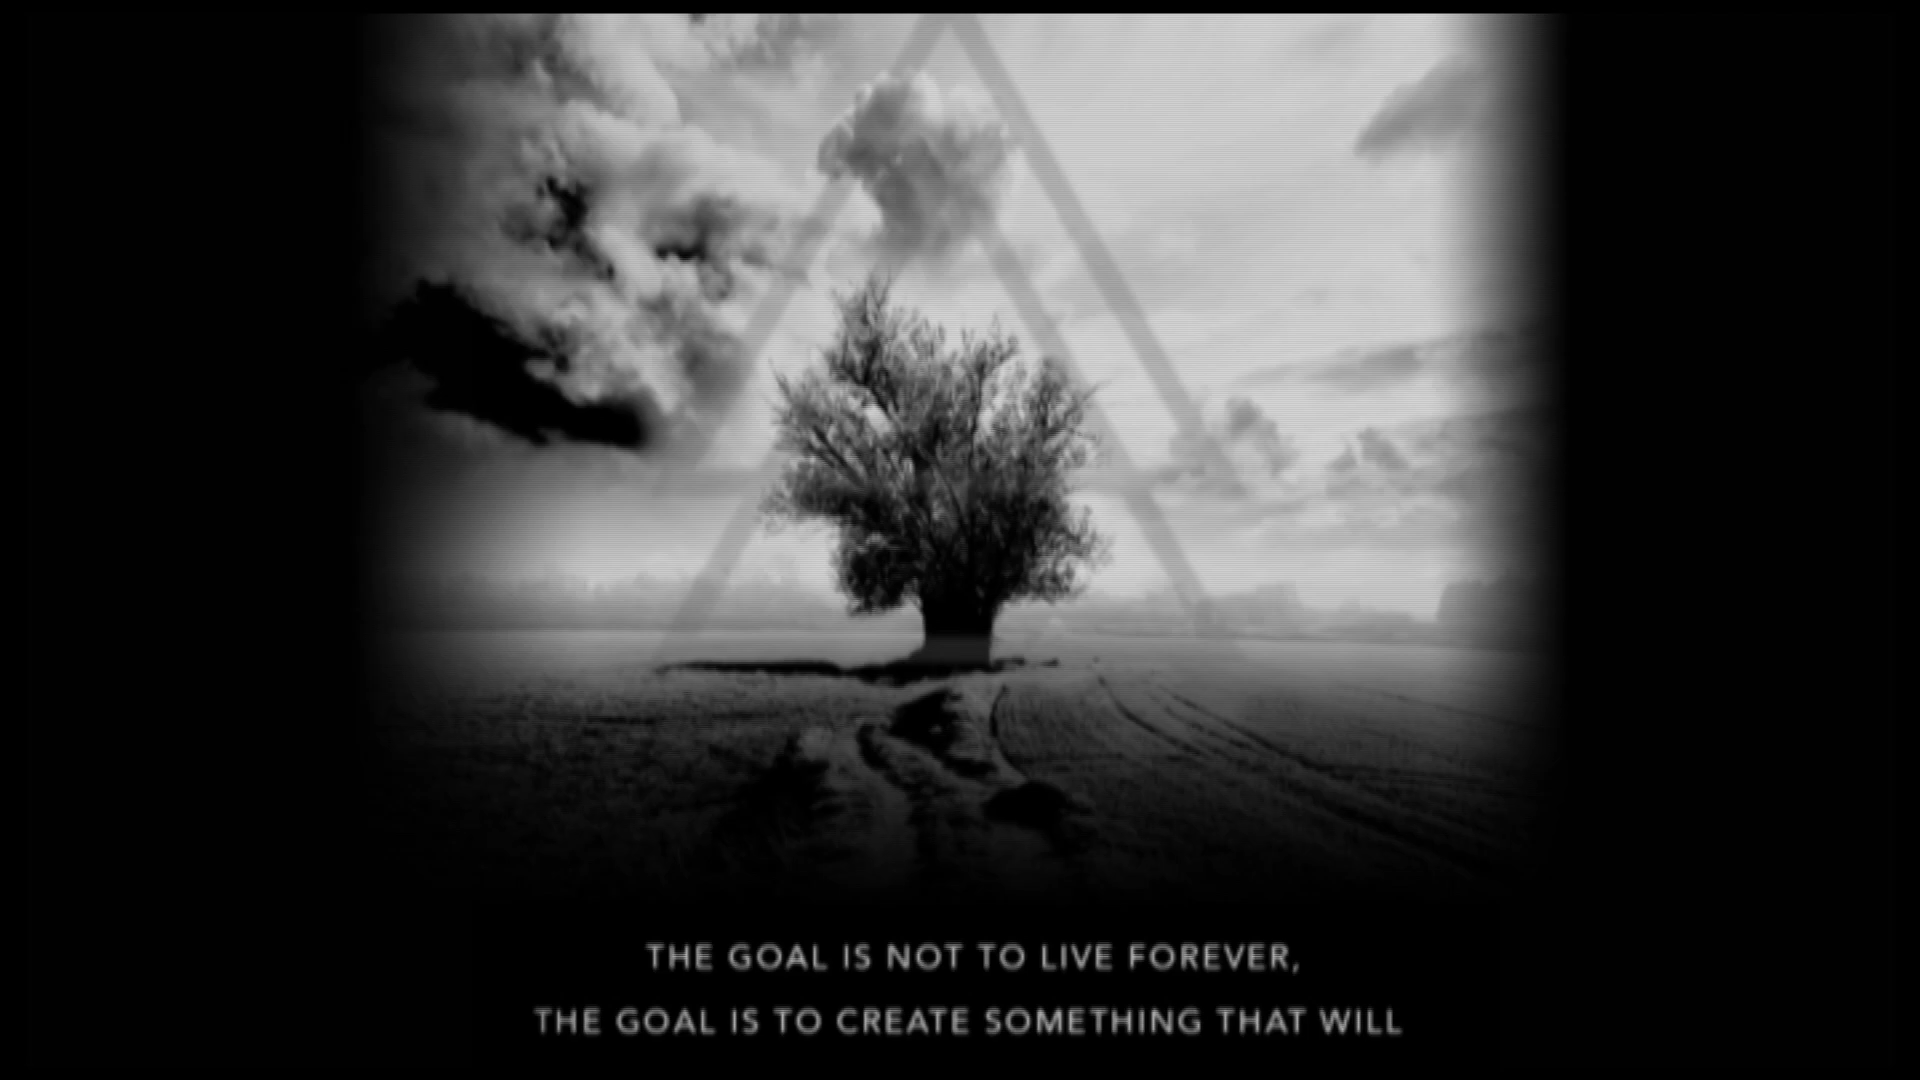 THE GOAL IS NOT TO LIVE FOREVER,
THE GOAL IS TO CREATE SOMETHING THAT WILL